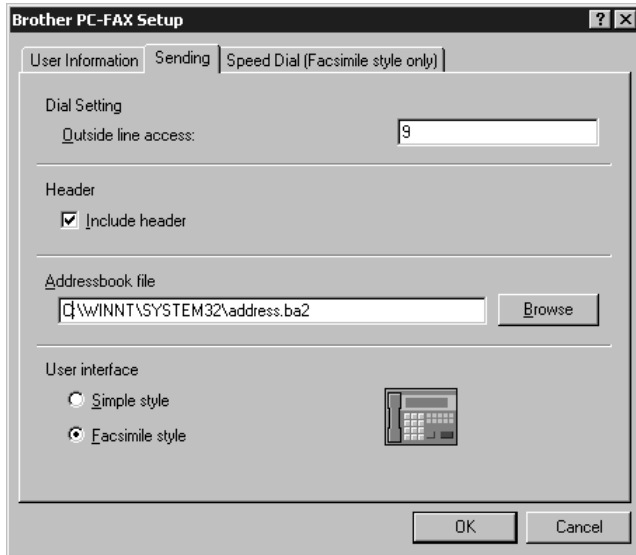 Brother PC-FAX Setup
User Information Sending Speed Dial (Facsimile style only)
Dial Setting
Outside line access: 9
Header
Include header
Addressbook file
C:\WINNT\SYSTEM32\address.ba2 Browse
User interface
Simple style
Facsimile style
OK Cancel